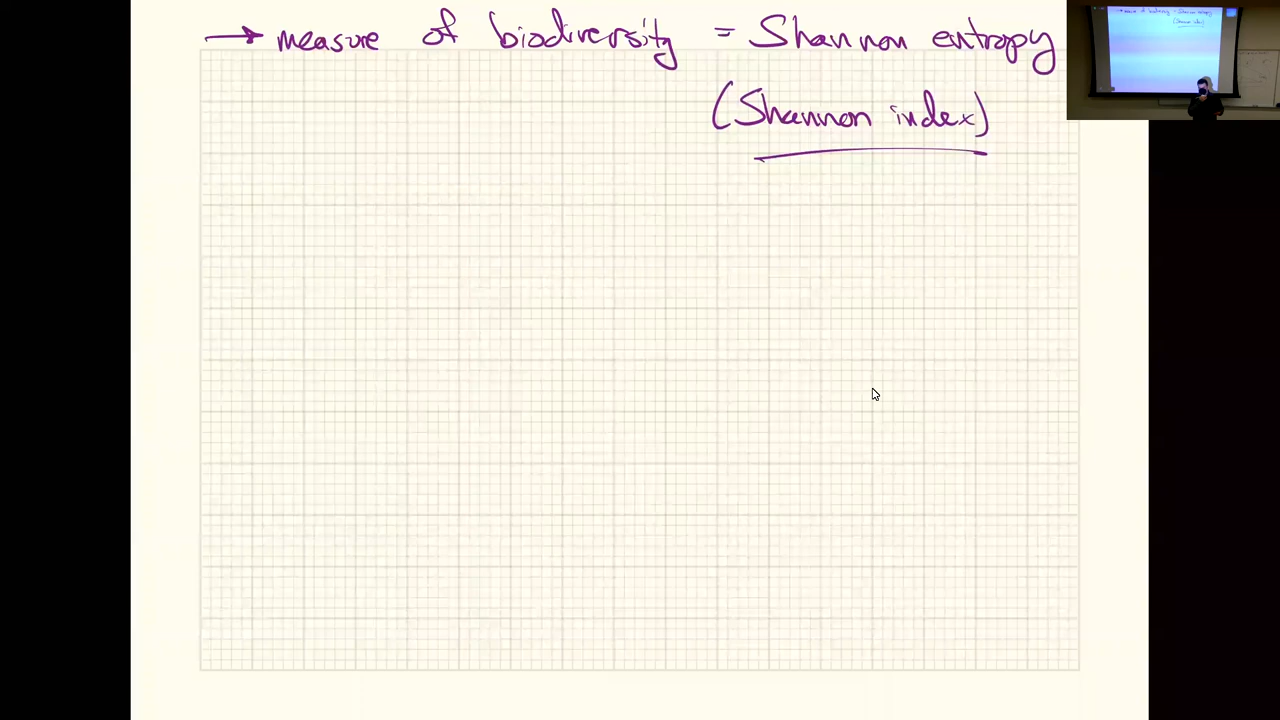 → measure of biodiversity = Shannon entropy
(Shannon index)